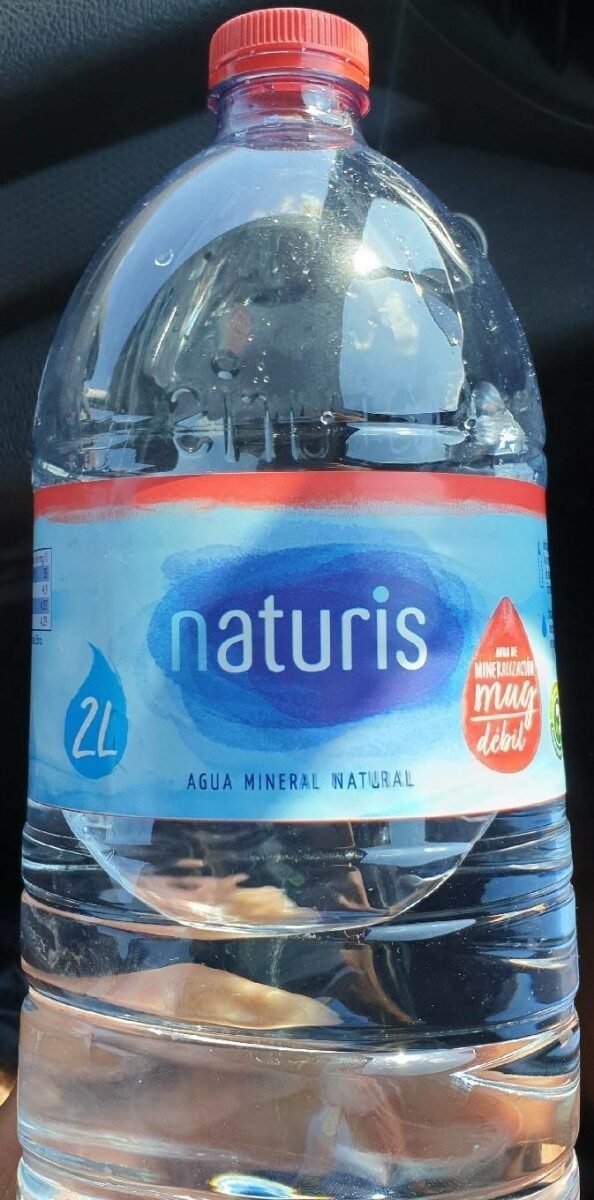 naturis
2L
AGUA DE
MINERALIZACIÓN
muy
débil
AGUA MINERAL NATURAL